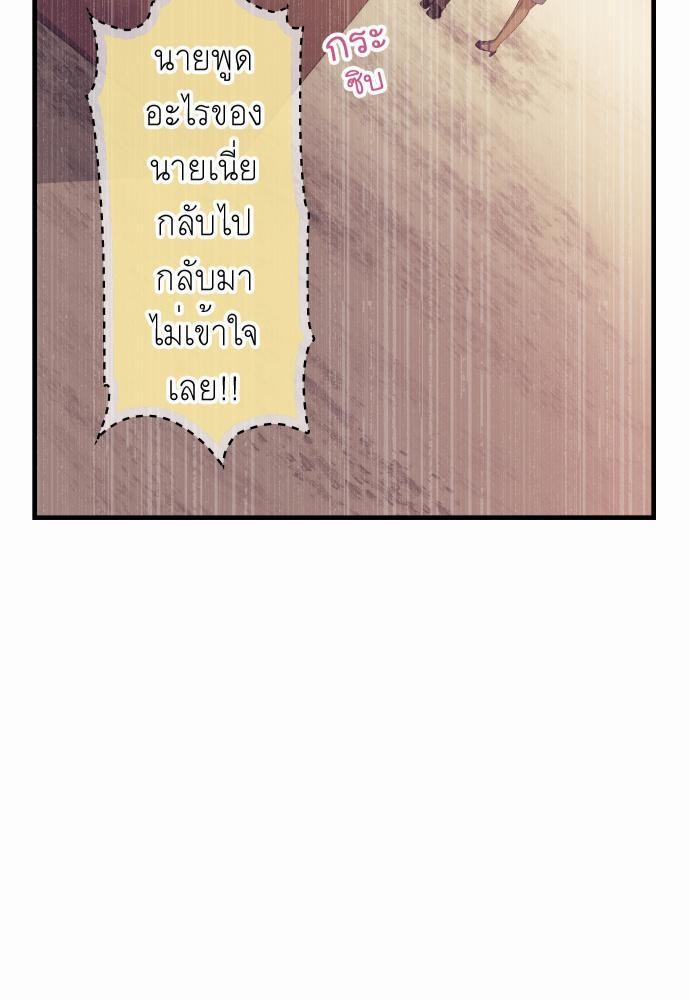 นายพูด
อะไรของ
นายเนี่ย
กลับไป
กลับมา
ไม่เข้าใจ
เลย!!
กระ
ซิบ